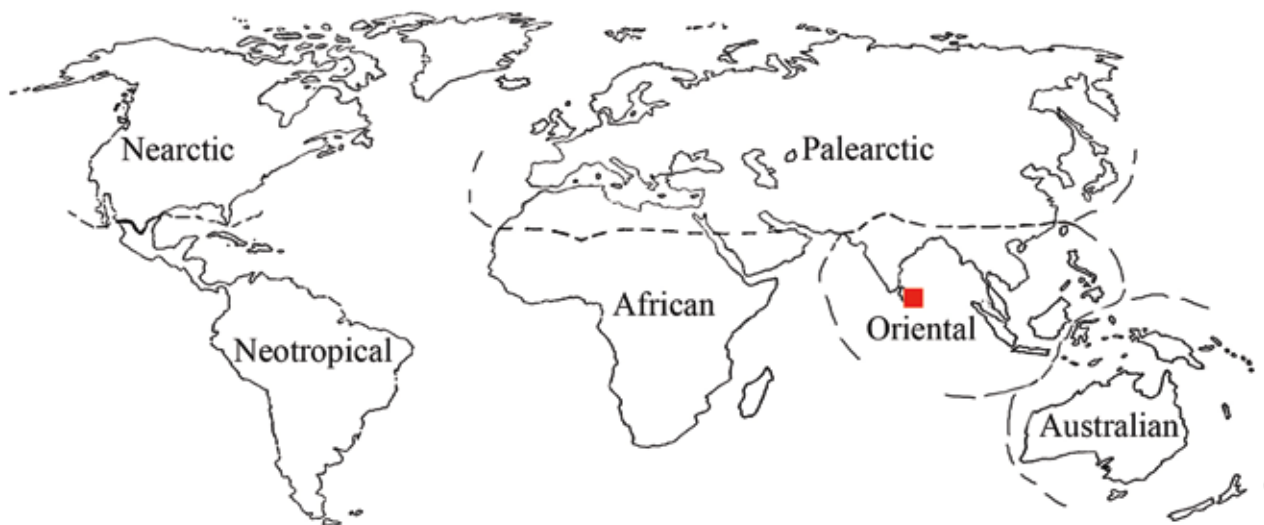 Nearctic
Palearctic
African
Oriental
Neotropical
Australian